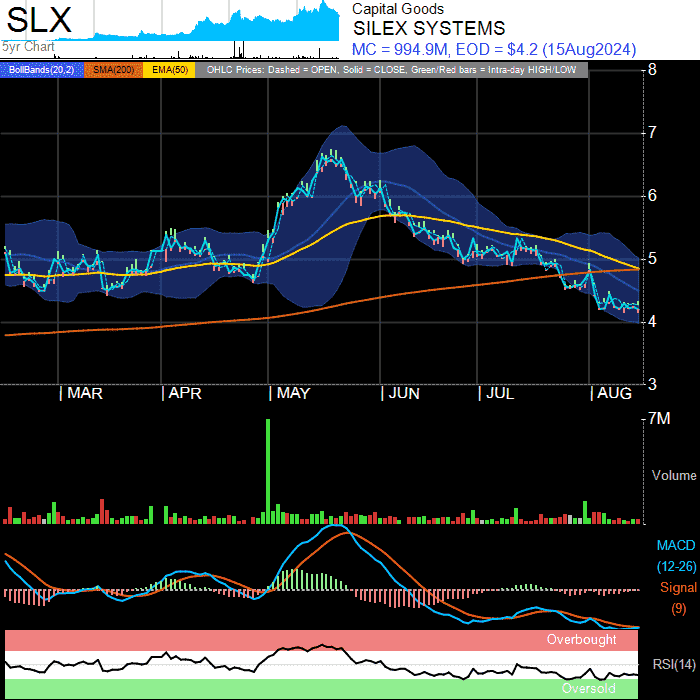 SLX
5yr Chart
Capital Goods
SILEX SYSTEMS
MC = 994.9M, EOD = $4.2 (15Aug2024)
BollBands(20,2) SMA(200) EMA(50) OHLC Prices: Dashed = OPEN, Solid = CLOSE, Green/Red bars = Intra-day HIGH/LOW
8
7
6
5
4
3
MAR APR MAY JUN JUL AUG
7M
Volume
MACD
(12-26)
Signal
(9)
Overbought
RSI(14)
Oversold